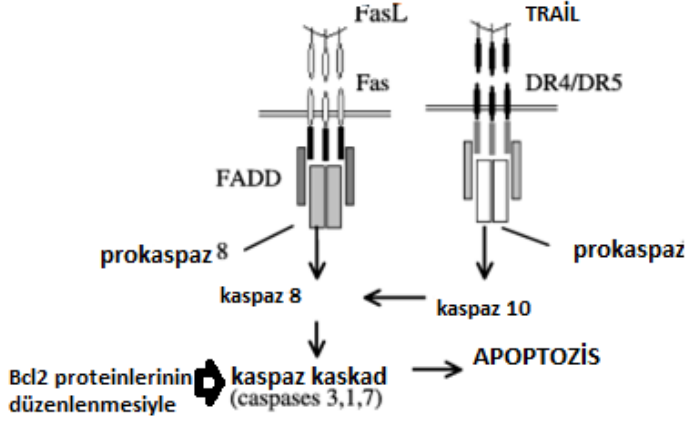 FasL
TRAİL
Fas
DR4/DR5
FADD
prokaspaz 8
prokaspaz
kaspaz 8
kaspaz 10
Bcl2 proteinlerinin
düzenlenmesiyle
kaspaz kaskad
(caspases 3,1,7)
APOPTOZİS